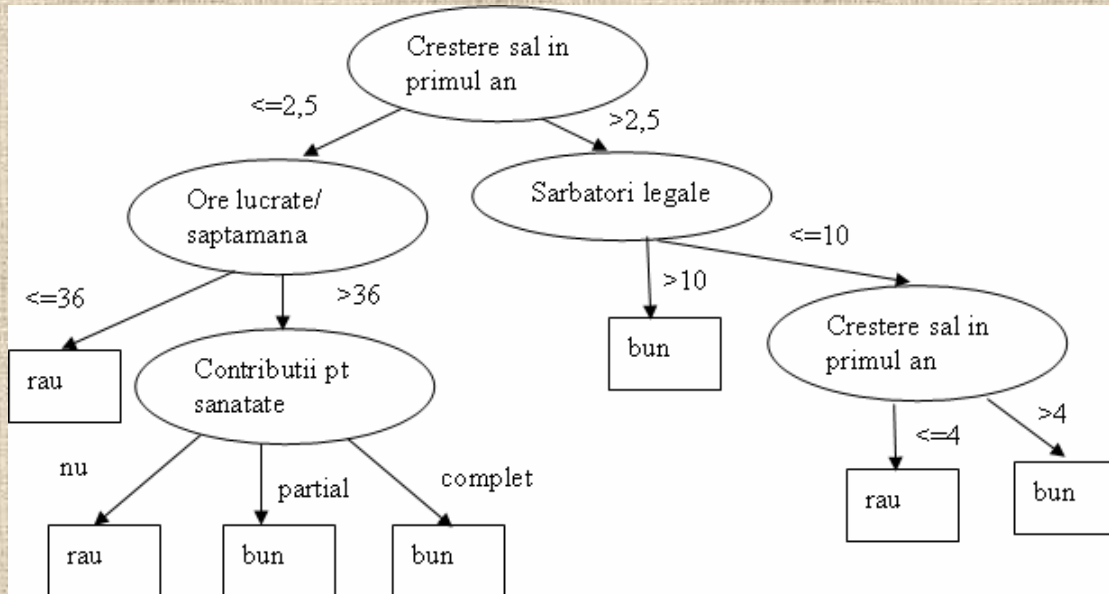 Crestere sal in
primul an
<=2,5
>2,5
Ore lucrate/
saptamana
Sarbatori legale
<=10
<=36
>36
>10
Crestere sal in
primul an
bun
rau
Contributii pt
sanatate
<=4
>4
nu
partial
complet
rau
bun
rau
bun
bun